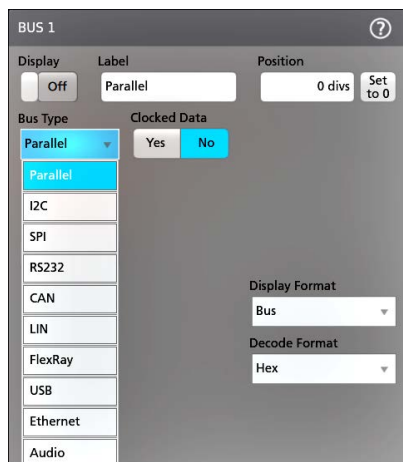 BUS 1
?
Display Label Position
Off Parallel 0 divs Set to 0
Bus Type Clocked Data
Parallel Yes No
Parallel
I2C
SPI
RS232
CAN
LIN
FlexRay
USB
Ethernet
Audio
Display Format
Bus
Decode Format
Hex